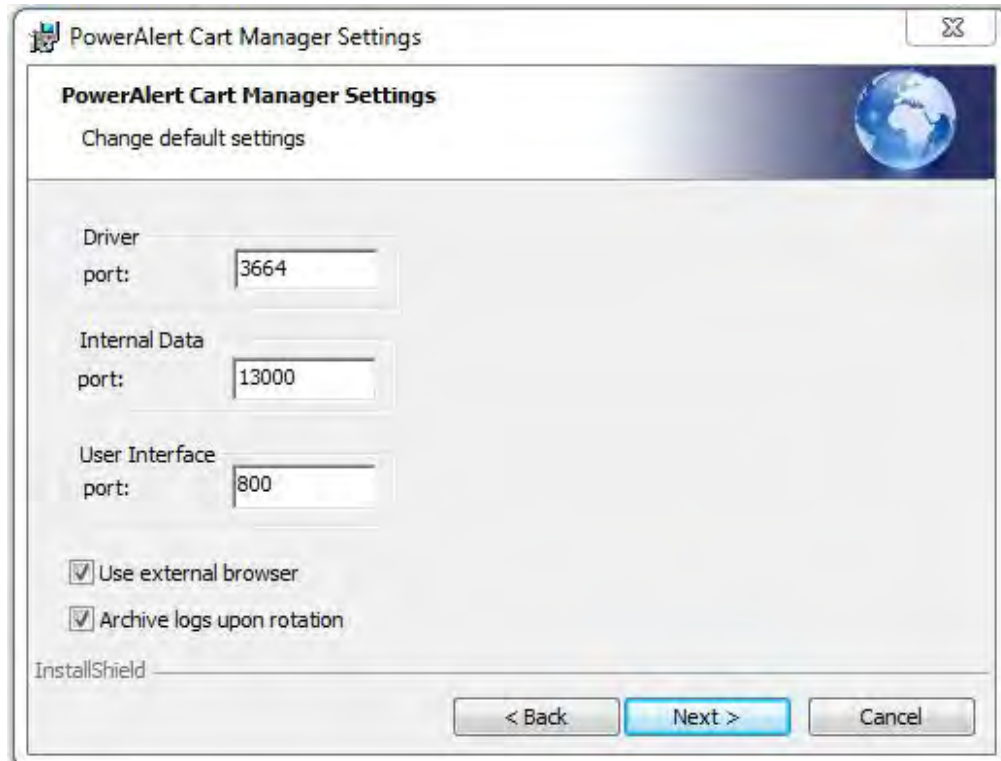 PowerAlert Cart Manager Settings
PowerAlert Cart Manager Settings
Change default settings
Driver
port: 3664
Internal Data
port: 13000
User Interface
port: 800
Use external browser
Archive logs upon rotation
InstallShield
< Back Next > Cancel